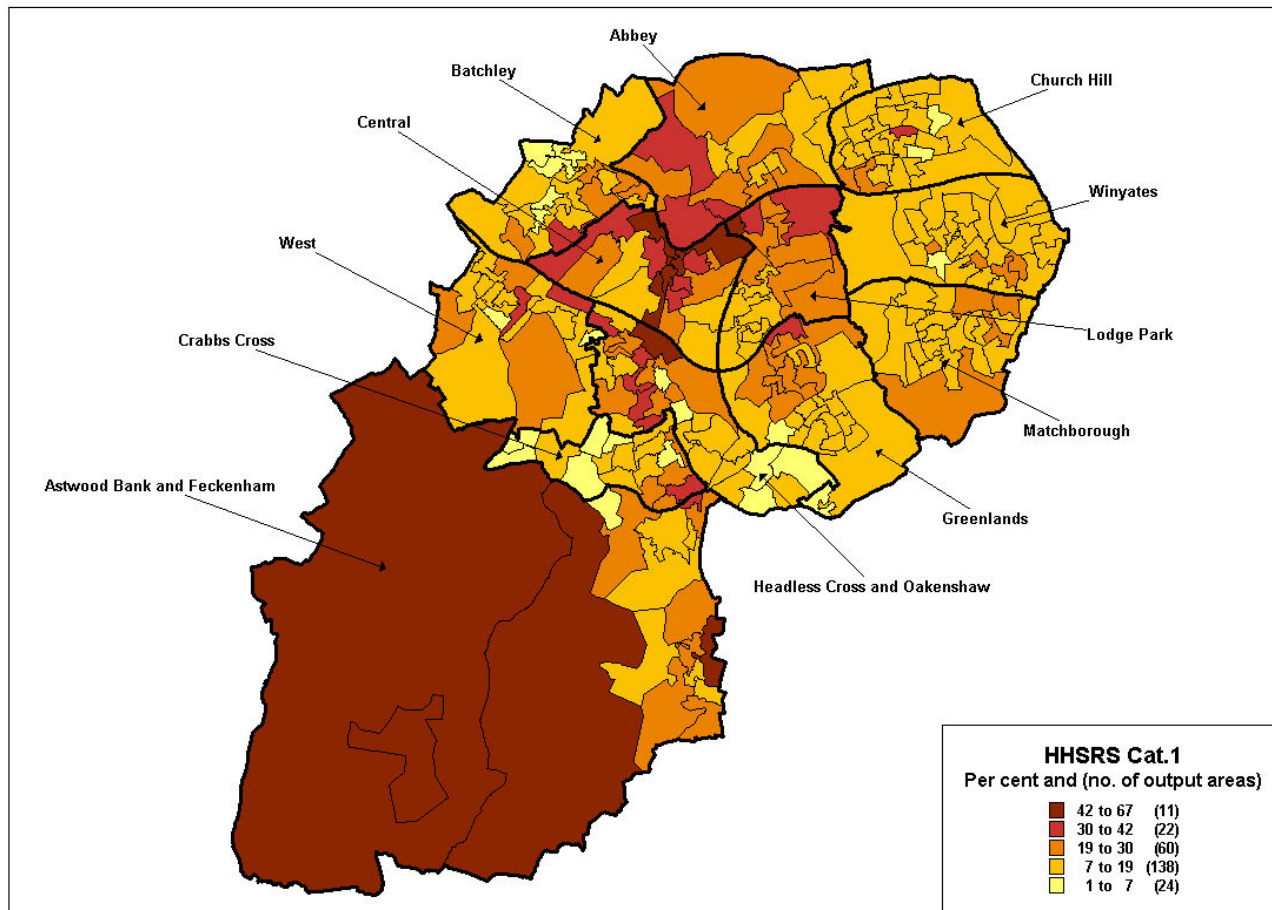 Abbey
Batchley
Church Hill
Central
Winyates
West
Lodge Park
Crabbs Cross
Matchborough
Astwood Bank and Feckenham
Greenlands
Headless Cross and Oakenshaw
HHSRS Cat.1
Per cent and (no. of output areas)
42 to 67 (11)
30 to 42 (22)
19 to 30 (60)
7 to 19 (138)
1 to 7 (24)